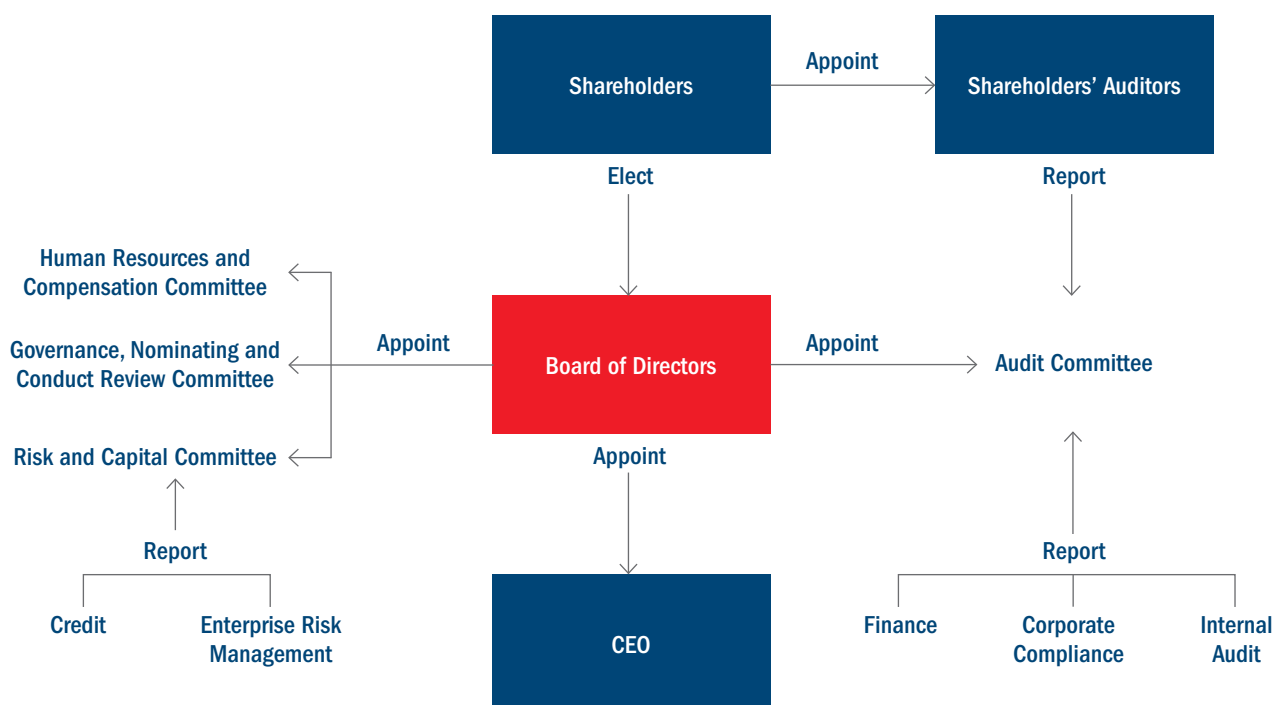 Shareholders
Appoint
Shareholders’ Auditors
Elect
Report
Human Resources and
Compensation Committee
Governance, Nominating and
Conduct Review Committee
Risk and Capital Committee
Appoint
Board of Directors
Appoint
Audit Committee
Appoint
Report
Credit
Enterprise Risk
Management
CEO
Report
Finance
Corporate
Compliance
Internal
Audit